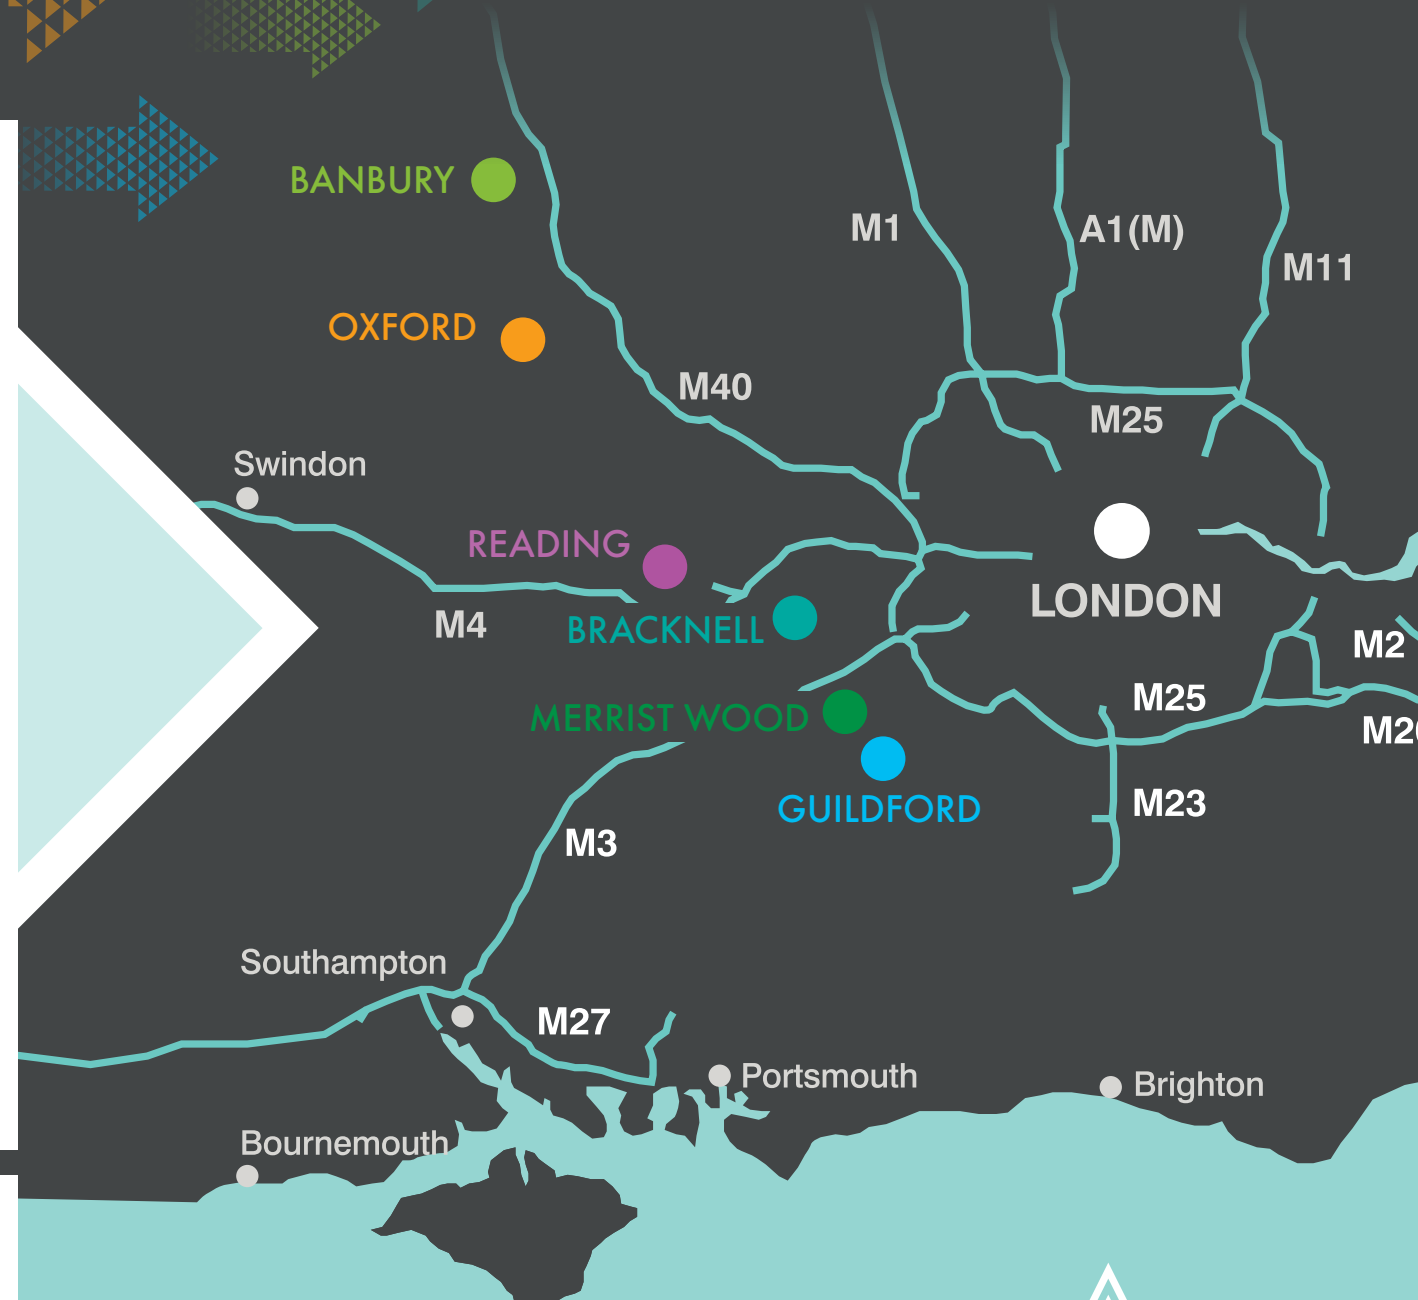 BANBURY
M1
A1(M)
M11
OXFORD
M40
M25
Swindon
READING
LONDON
M4
BRACKNELL
M2
M25
MERRIST WOOD
M23
GUILDFORD
M3
Southampton
M27
Portsmouth
Brighton
Bournemouth